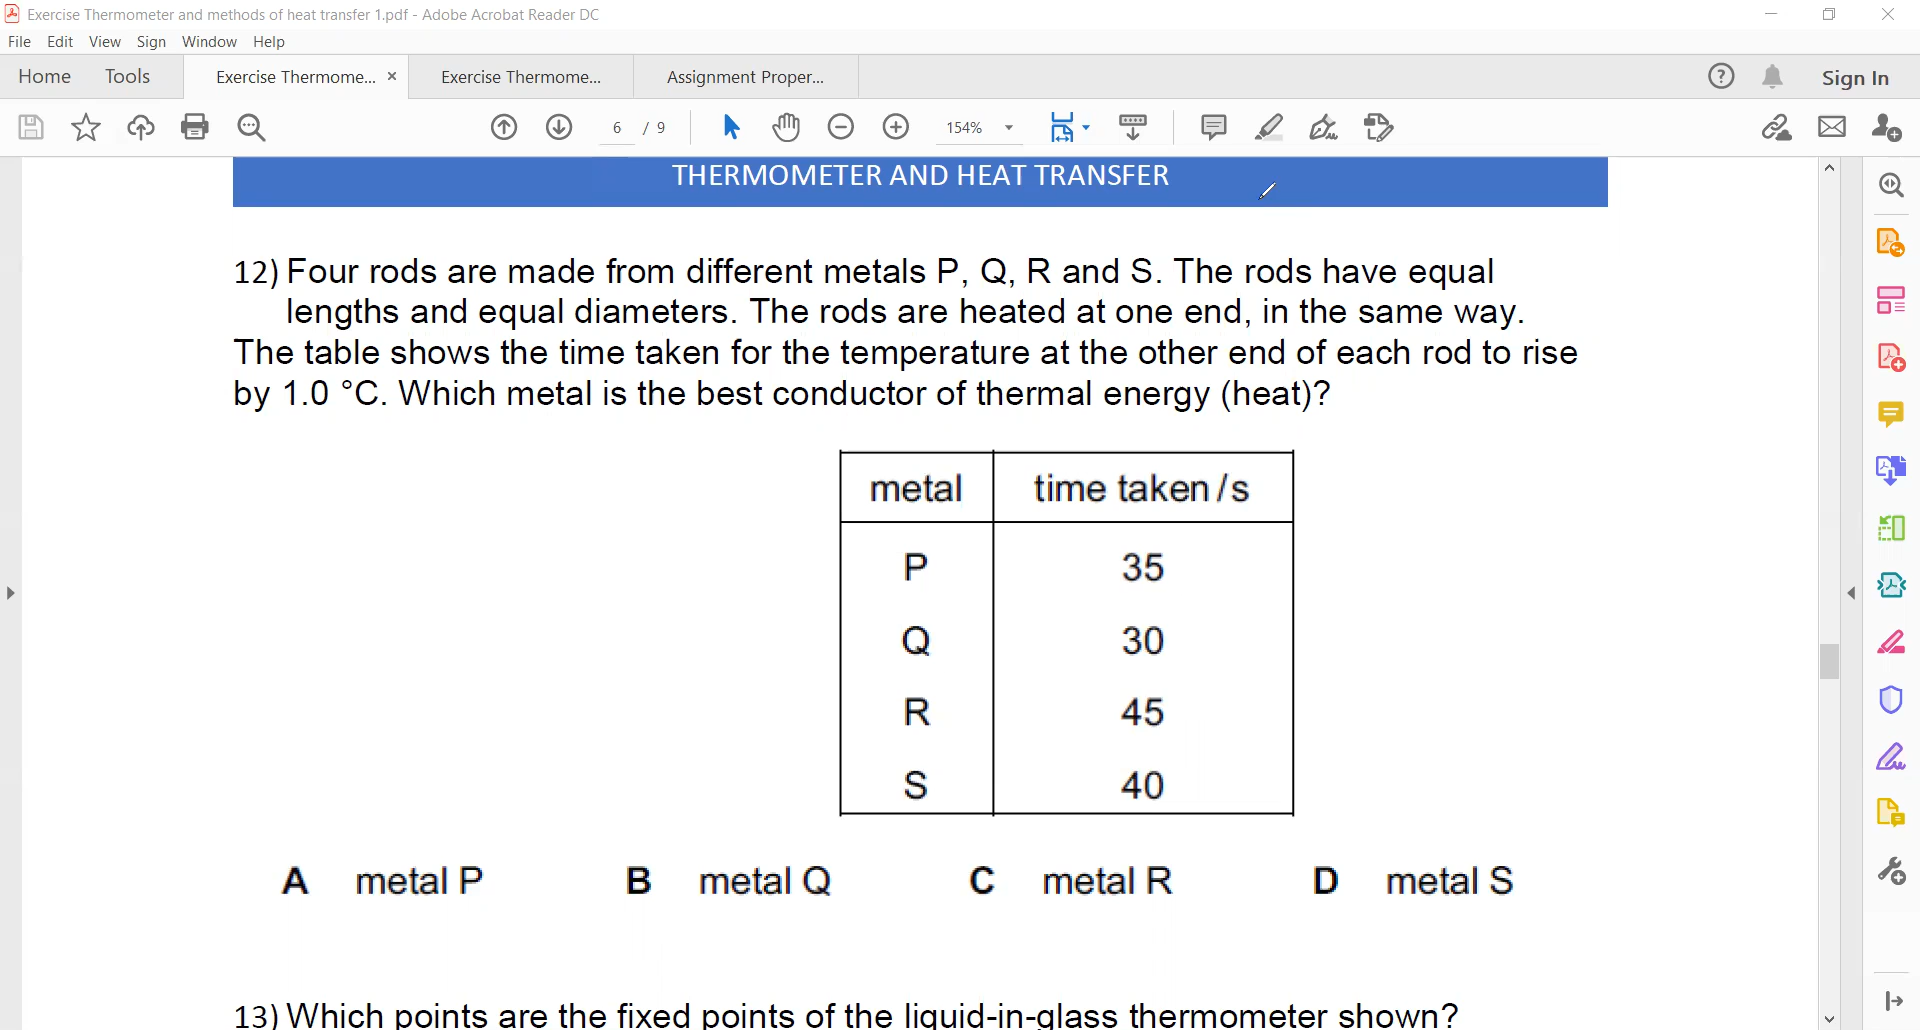 Exercise Thermometer and methods of heat transfer 1.pdf - Adobe Acrobat Reader DC
File Edit View Sign Window Help
Home Tools Exercise Thermome... × Exercise Thermome... Assignment Proper... Sign In
6 / 9 154%
THERMOMETER AND HEAT TRANSFER
12) Four rods are made from different metals P, Q, R and S. The rods have equal
lengths and equal diameters. The rods are heated at one end, in the same way.
The table shows the time taken for the temperature at the other end of each rod to rise
by 1.0 °C. Which metal is the best conductor of thermal energy (heat)?
metal time taken/s
P 35
Q 30
R 45
S 40
A metal P B metal Q C metal R D metal S
13) Which points are the fixed points of the liquid-in-glass thermometer shown?